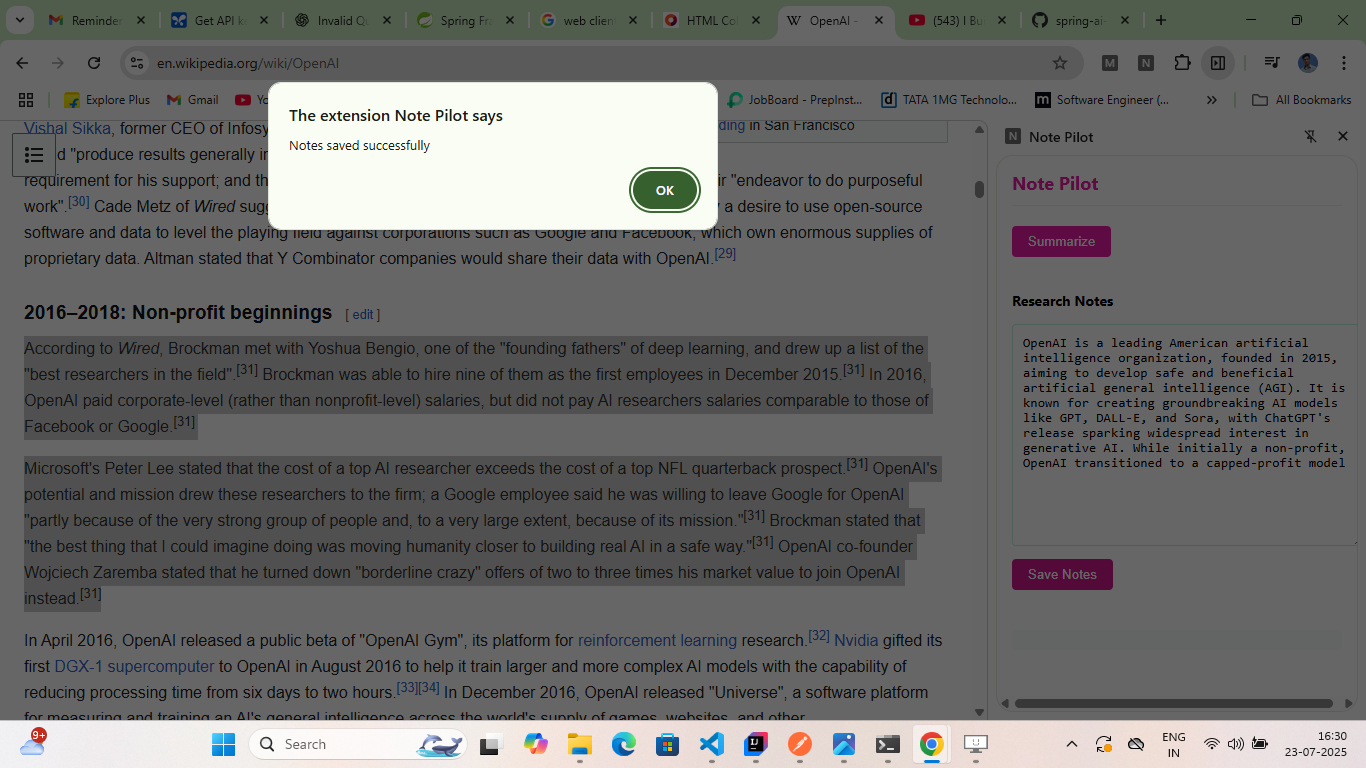 Reminder
Get API k
Invalid Q
Spring Fr
web clien
HTML Col
OpenAI -
(543) I Bu
spring-ai-
en.wikipedia.org/wiki/OpenAI
M
N
Explore Plus
Gmail
JobBoard - PrepInst...
TATA 1MG Technolo...
Software Engineer (...
All Bookmarks
The extension Note Pilot says
Notes saved successfully
OK
Vishal Sikka, former CEO of Infosy
ding in San Francisco
d "produce results generally in
requirement for his support; and th
ir "endeavor to do purposeful
work".[30] Cade Metz of Wired sugg
y a desire to use open-source
software and data to level the playing field against corporations such as Google and Facebook, which own enormous supplies of
proprietary data. Altman stated that Y Combinator companies would share their data with OpenAI.[29]
2016–2018: Non-profit beginnings [ edit ]
According to Wired, Brockman met with Yoshua Bengio, one of the "founding fathers" of deep learning, and drew up a list of the
"best researchers in the field".[31] Brockman was able to hire nine of them as the first employees in December 2015.[31] In 2016,
OpenAI paid corporate-level (rather than nonprofit-level) salaries, but did not pay AI researchers salaries comparable to those of
Facebook or Google.[31]
Microsoft's Peter Lee stated that the cost of a top AI researcher exceeds the cost of a top NFL quarterback prospect.[31] OpenAI's
potential and mission drew these researchers to the firm; a Google employee said he was willing to leave Google for OpenAI
"partly because of the very strong group of people and, to a very large extent, because of its mission."[31] Brockman stated that
"the best thing that I could imagine doing was moving humanity closer to building real AI in a safe way."[31] OpenAI co-founder
Wojciech Zaremba stated that he turned down "borderline crazy" offers of two to three times his market value to join OpenAI
instead.[31]
In April 2016, OpenAI released a public beta of "OpenAI Gym", its platform for reinforcement learning research.[32] Nvidia gifted its
first DGX-1 supercomputer to OpenAI in August 2016 to help it train larger and more complex AI models with the capability of
reducing processing time from six days to two hours.[33][34] In December 2016, OpenAI released "Universe", a software platform
for measuring and training an AI's general intelligence across the world's supply of games, websites, and other
N Note Pilot
Note Pilot
Summarize
Research Notes
OpenAI is a leading American artificial
intelligence organization, founded in 2015,
aiming to develop safe and beneficial
artificial general intelligence (AGI). It is
known for creating groundbreaking AI models
like GPT, DALL-E, and Sora, with ChatGPT's
release sparking widespread interest in
generative AI. While initially a non-profit,
OpenAI transitioned to a capped-profit model
Save Notes
9+
Search
ENG
IN
16:30
23-07-2025